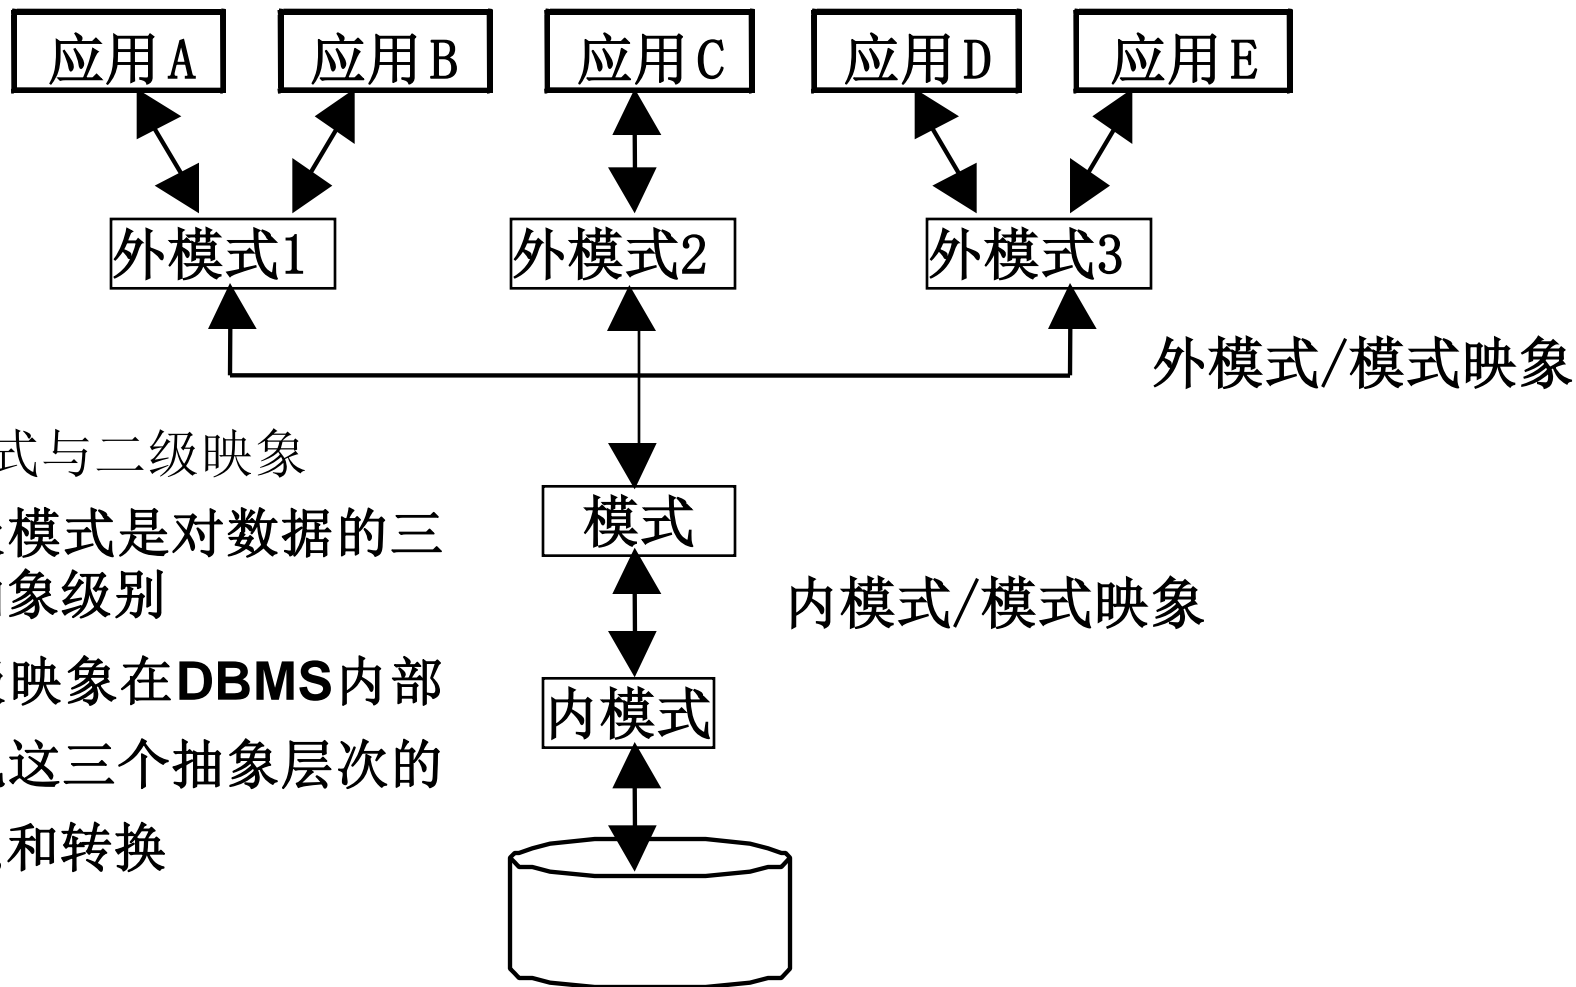 应用A 应用B 应用C 应用D 应用E
外模式1 外模式2 外模式3
外模式/模式映象
式与二级映象
模式是对数据的三
象级别
映象在DBMS内部
这三个抽象层次的
和转换
模式
内模式/模式映象
内模式